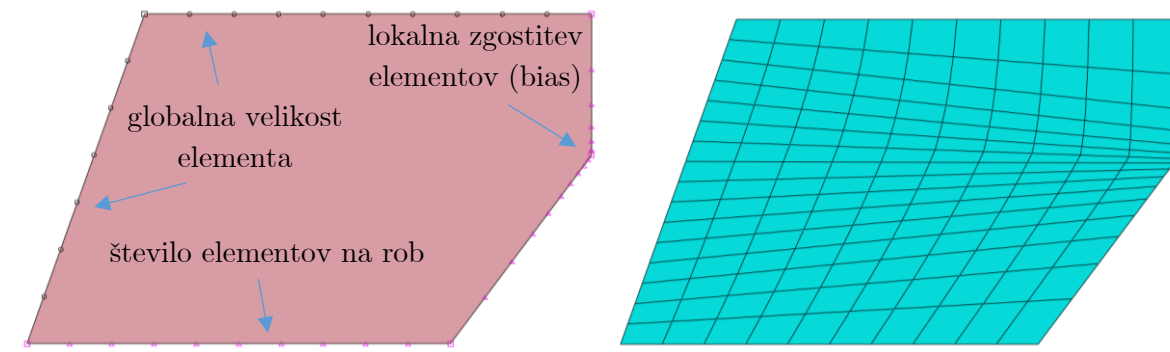 lokalna zgostitev
elementov (bias)
globalna velikost
elementa
število elementov na rob